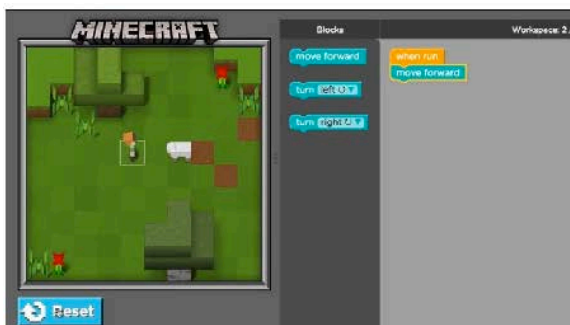 MINECRAFT
Blocks
Workspace: 2
move forward
turn left ↺ ▼
turn right ↻ ▼
when run
move forward
Reset